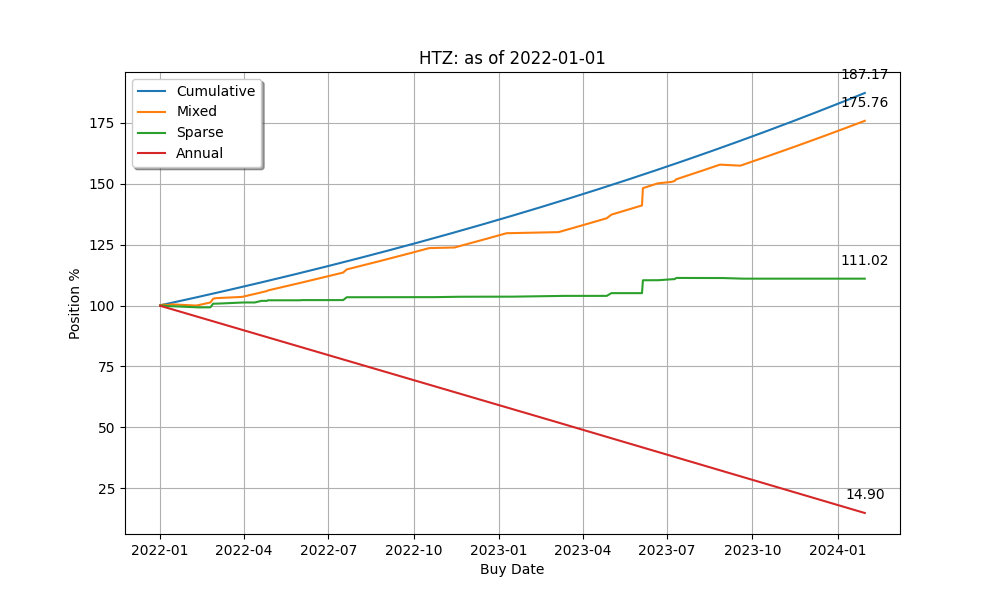 HTZ: as of 2022-01-01
187.17
175.76
111.02
14.90
Cumulative
Mixed
Sparse
Annual
Position %
175
150
125
100
75
50
25
2022-01 2022-04 2022-07 2022-10 2023-01 2023-04 2023-07 2023-10 2024-01
Buy Date